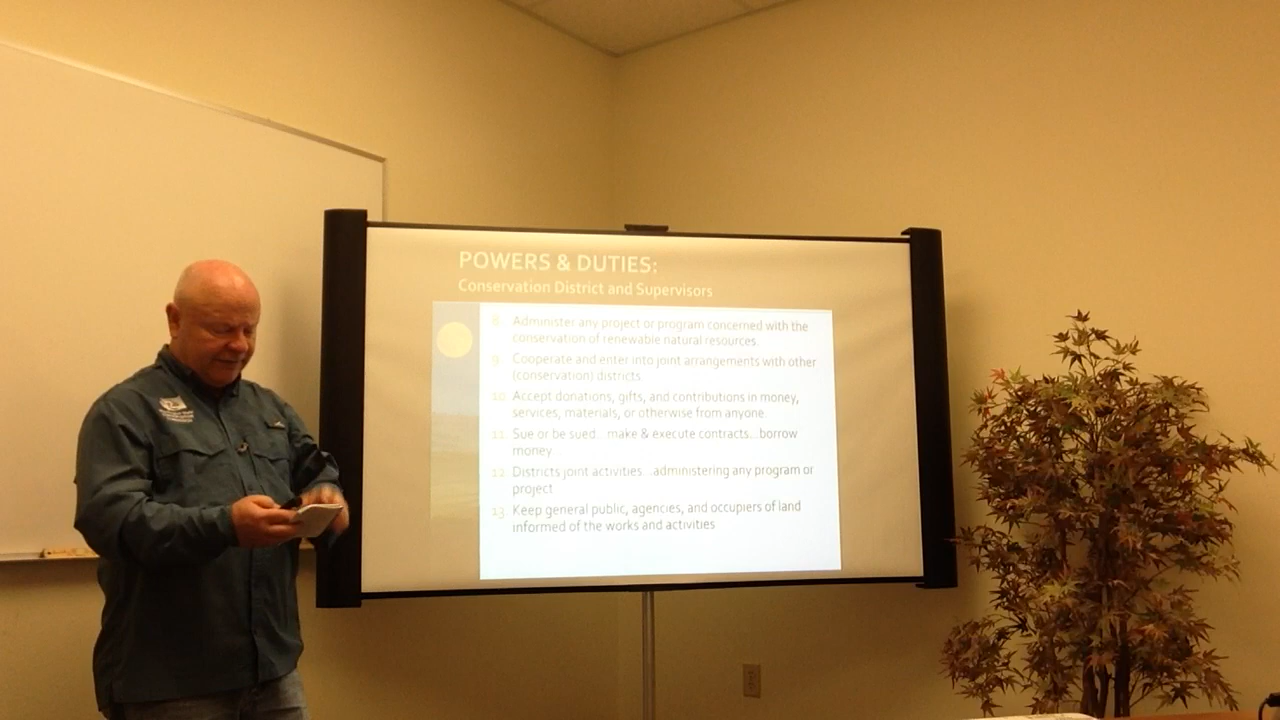 POWERS & DUTIES:
Conservation District and Supervisors
8. Administer any project or program concerned with the
conservation of renewable natural resources.
9. Cooperate and enter into joint arrangements with other
(conservation) districts.
10. Accept donations, gifts, and contributions in money,
services, materials, or otherwise from anyone.
11. Sue or be sued...make & execute contracts...borrow
money...
12. Districts joint activities...administering any program or
project
13. Keep general public, agencies, and occupiers of land
informed of the works and activities